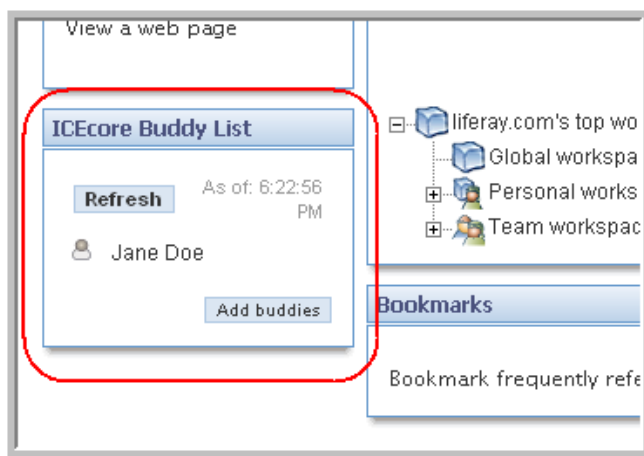 View a web page
ICEcore Buddy List
Refresh
As of: 6:22:56
PM
Jane Doe
Add buddies
liferay.com's top wo
Global workspa
Personal works
Team workspac
Bookmarks
Bookmark frequently refe